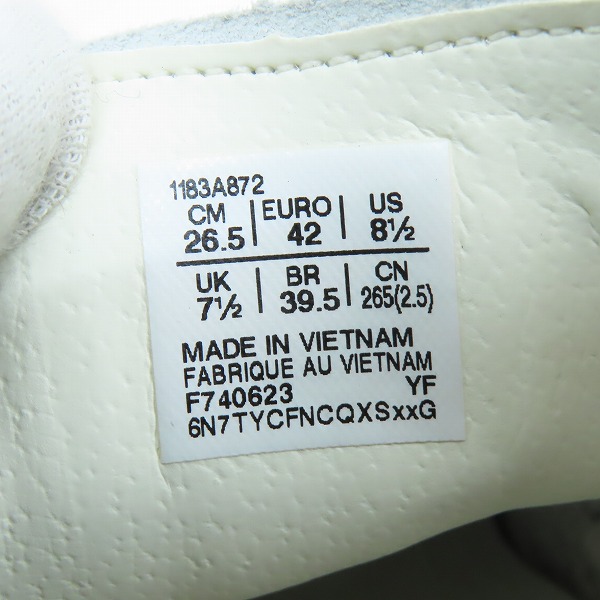 1183A872
CM EURO US
26.5 42 8½
UK BR CN
7½ 39.5 265(2.5)
MADE IN VIETNAM
FABRIQUE AU VIETNAM
F740623 YF
6N7TYCFNCQXSxxG